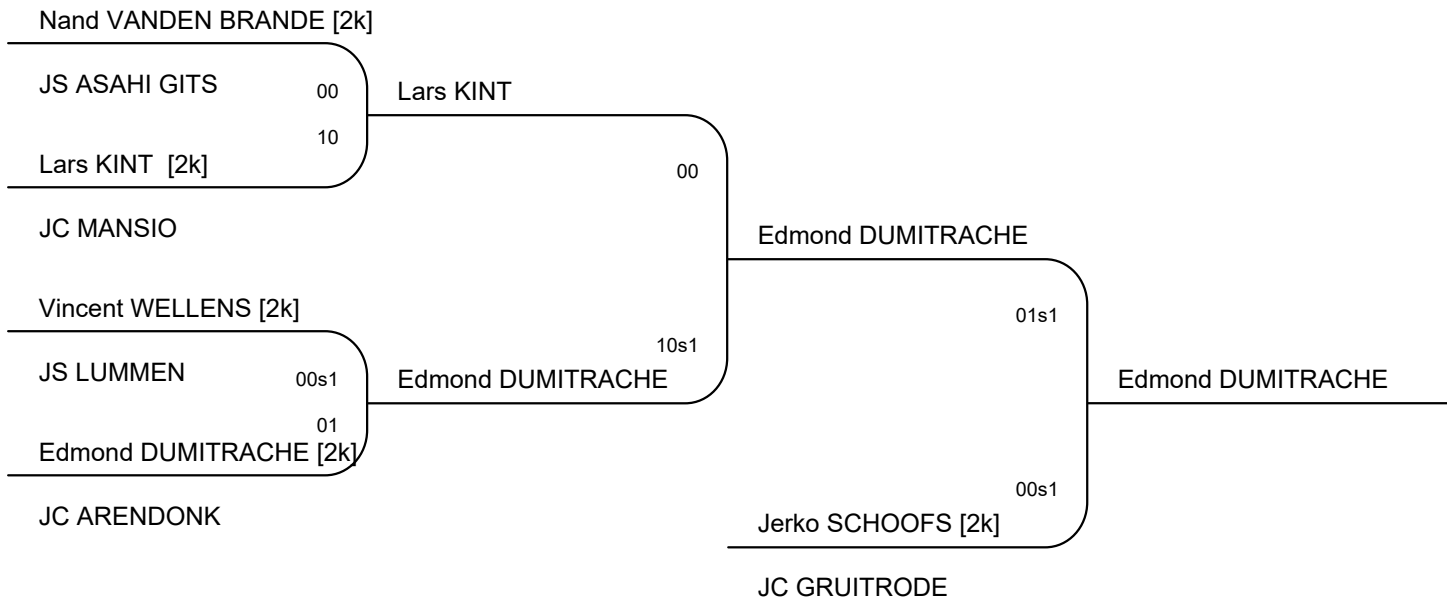 Nand VANDEN BRANDE [2k]
JS ASAHI GITS
00
10
Lars KINT [2k]
JC MANSIO
Lars KINT
00
Vincent WELLENS [2k]
JS LUMMEN
00s1
01
Edmond DUMITRACHE [2k]
JC ARENDONK
10s1
Edmond DUMITRACHE
Edmond DUMITRACHE
01s1
00s1
Jerko SCHOOFS [2k]
JC GRUITRODE
Edmond DUMITRACHE